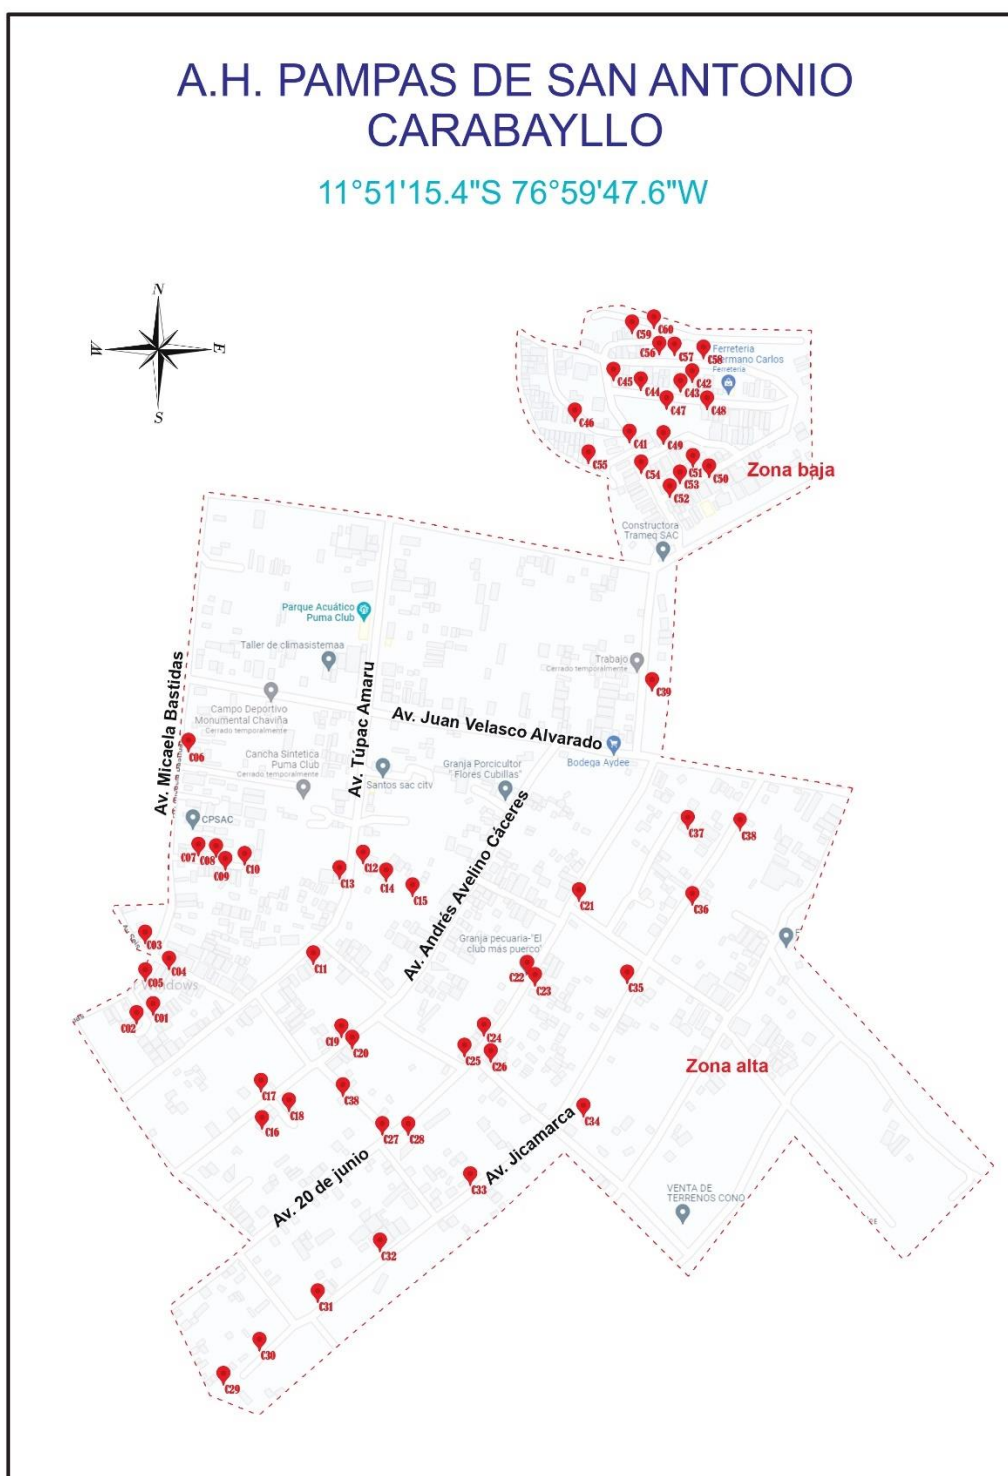 A.H. PAMPAS DE SAN ANTONIO
CARABAYLLO
11°51'15.4"S 76°59'47.6"W
N
W
E
S
C59
C60
C56
C57
C58
Ferreteria
Hermano Carlos
Ferretería
C45
C44
C43
C42
C47
C48
C46
C41
C49
C55
C54
C51
C50
C53
C52
Zona baja
Constructora
Trameq SAC
Parque Acuático
Puma Club
Taller de climasistemaa
Trabajo
Cerrado temporalmente
C39
Av. Micaela Bastidas
Av. Túpac Amaru
Campo Deportivo
Monumental Chaviña
Cerrado temporalmente
Av. Juan Velasco Alvarado
C06
Cancha Sintetica
Puma Club
Cerrado temporalmente
Santos sac city
Granja Porcicultor
" Flores Cubillas"
Bodega Aydee
CPSAC
C37
C38
C07
C08
C09
C10
C13
C12
C14
C15
Av. Andrés Avelino Cáceres
C21
C36
C03
C04
C05
C11
Granja pecuaria-"El
club más puerco"
C22
C23
C35
Windows
C02
C01
C19
C20
C24
C25
C26
Zona alta
C17
C18
C16
C38
C27
C28
C34
Av. 20 de junio
Av. Jicamarca
C33
VENTA DE
TERRENOS CONO
C32
C31
C30
C29